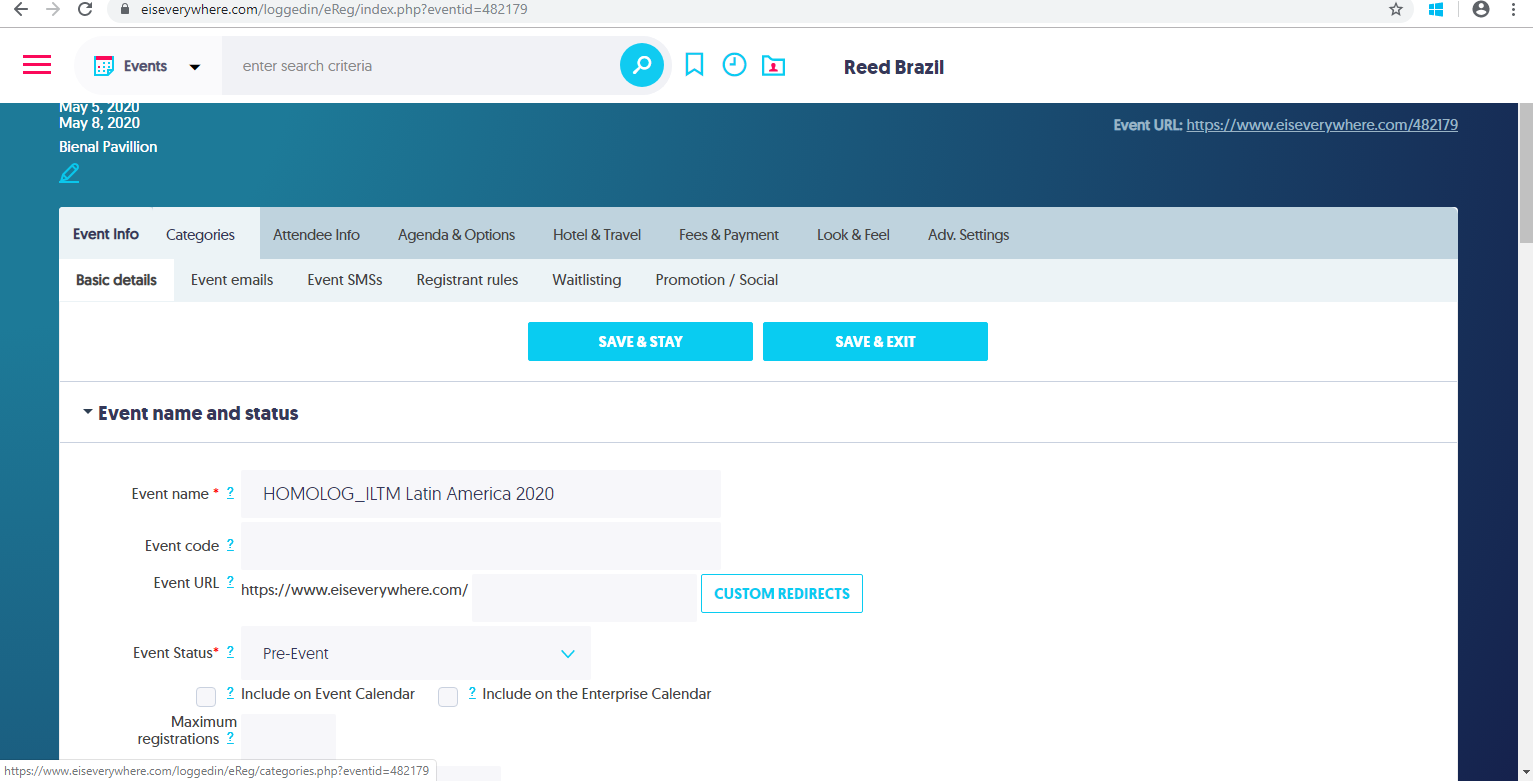 eiseverywhere.com/loggedin/eReg/index.php?eventid=482179
Events
enter search criteria
Reed Brazil
May 5, 2020
May 8, 2020
Bienal Pavillion
Event URL: https://www.eiseverywhere.com/482179
Event Info Categories Attendee Info Agenda & Options Hotel & Travel Fees & Payment Look & Feel Adv. Settings
Basic details Event emails Event SMSs Registrant rules Waitlisting Promotion / Social
SAVE & STAY SAVE & EXIT
Event name and status
Event name * ? HOMOLOG_ILTM Latin America 2020
Event code ?
Event URL ? https://www.eiseverywhere.com/ CUSTOM REDIRECTS
Event Status* ? Pre-Event
? Include on Event Calendar ? Include on the Enterprise Calendar
Maximum
registrations ?
https://www.eiseverywhere.com/loggedin/eReg/categories.php?eventid=482179